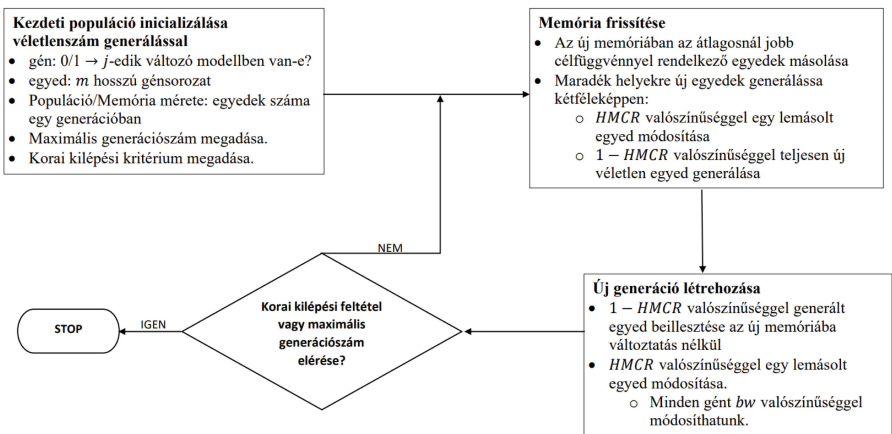 Kezdeti populáció inicializálása
véletlenszám generálással
• gén: 0/1 → j-edik változó modellben van-e?
• egyed: m hosszú génsorozat
• Populáció/Memória mérete: egyedek száma
egy generációban
• Maximális generációszám megadása.
• Korai kilépési kritérium megadása.
Memória frissítése
• Az új memóriában az átlagosnál jobb
célfüggvénnyel rendelkező egyedek másolása
• Maradék helyekre új egyedek generálássa
kétféleképpen:
o HMCR valószínűséggel egy lemásolt
egyed módosítása
o 1 − HMCR valószínűséggel teljesen új
véletlen egyed generálása
NEM
Korai kilépési feltétel
vagy maximális
generációszám
elérése?
IGEN
STOP
Új generáció létrehozása
• 1 − HMCR valószínűséggel generált
egyed beillesztése az új memóriába
változtatás nélkül
• HMCR valószínűséggel egy lemásolt
egyed módosítása.
o Minden gént bw valószínűséggel
módosíthatunk.